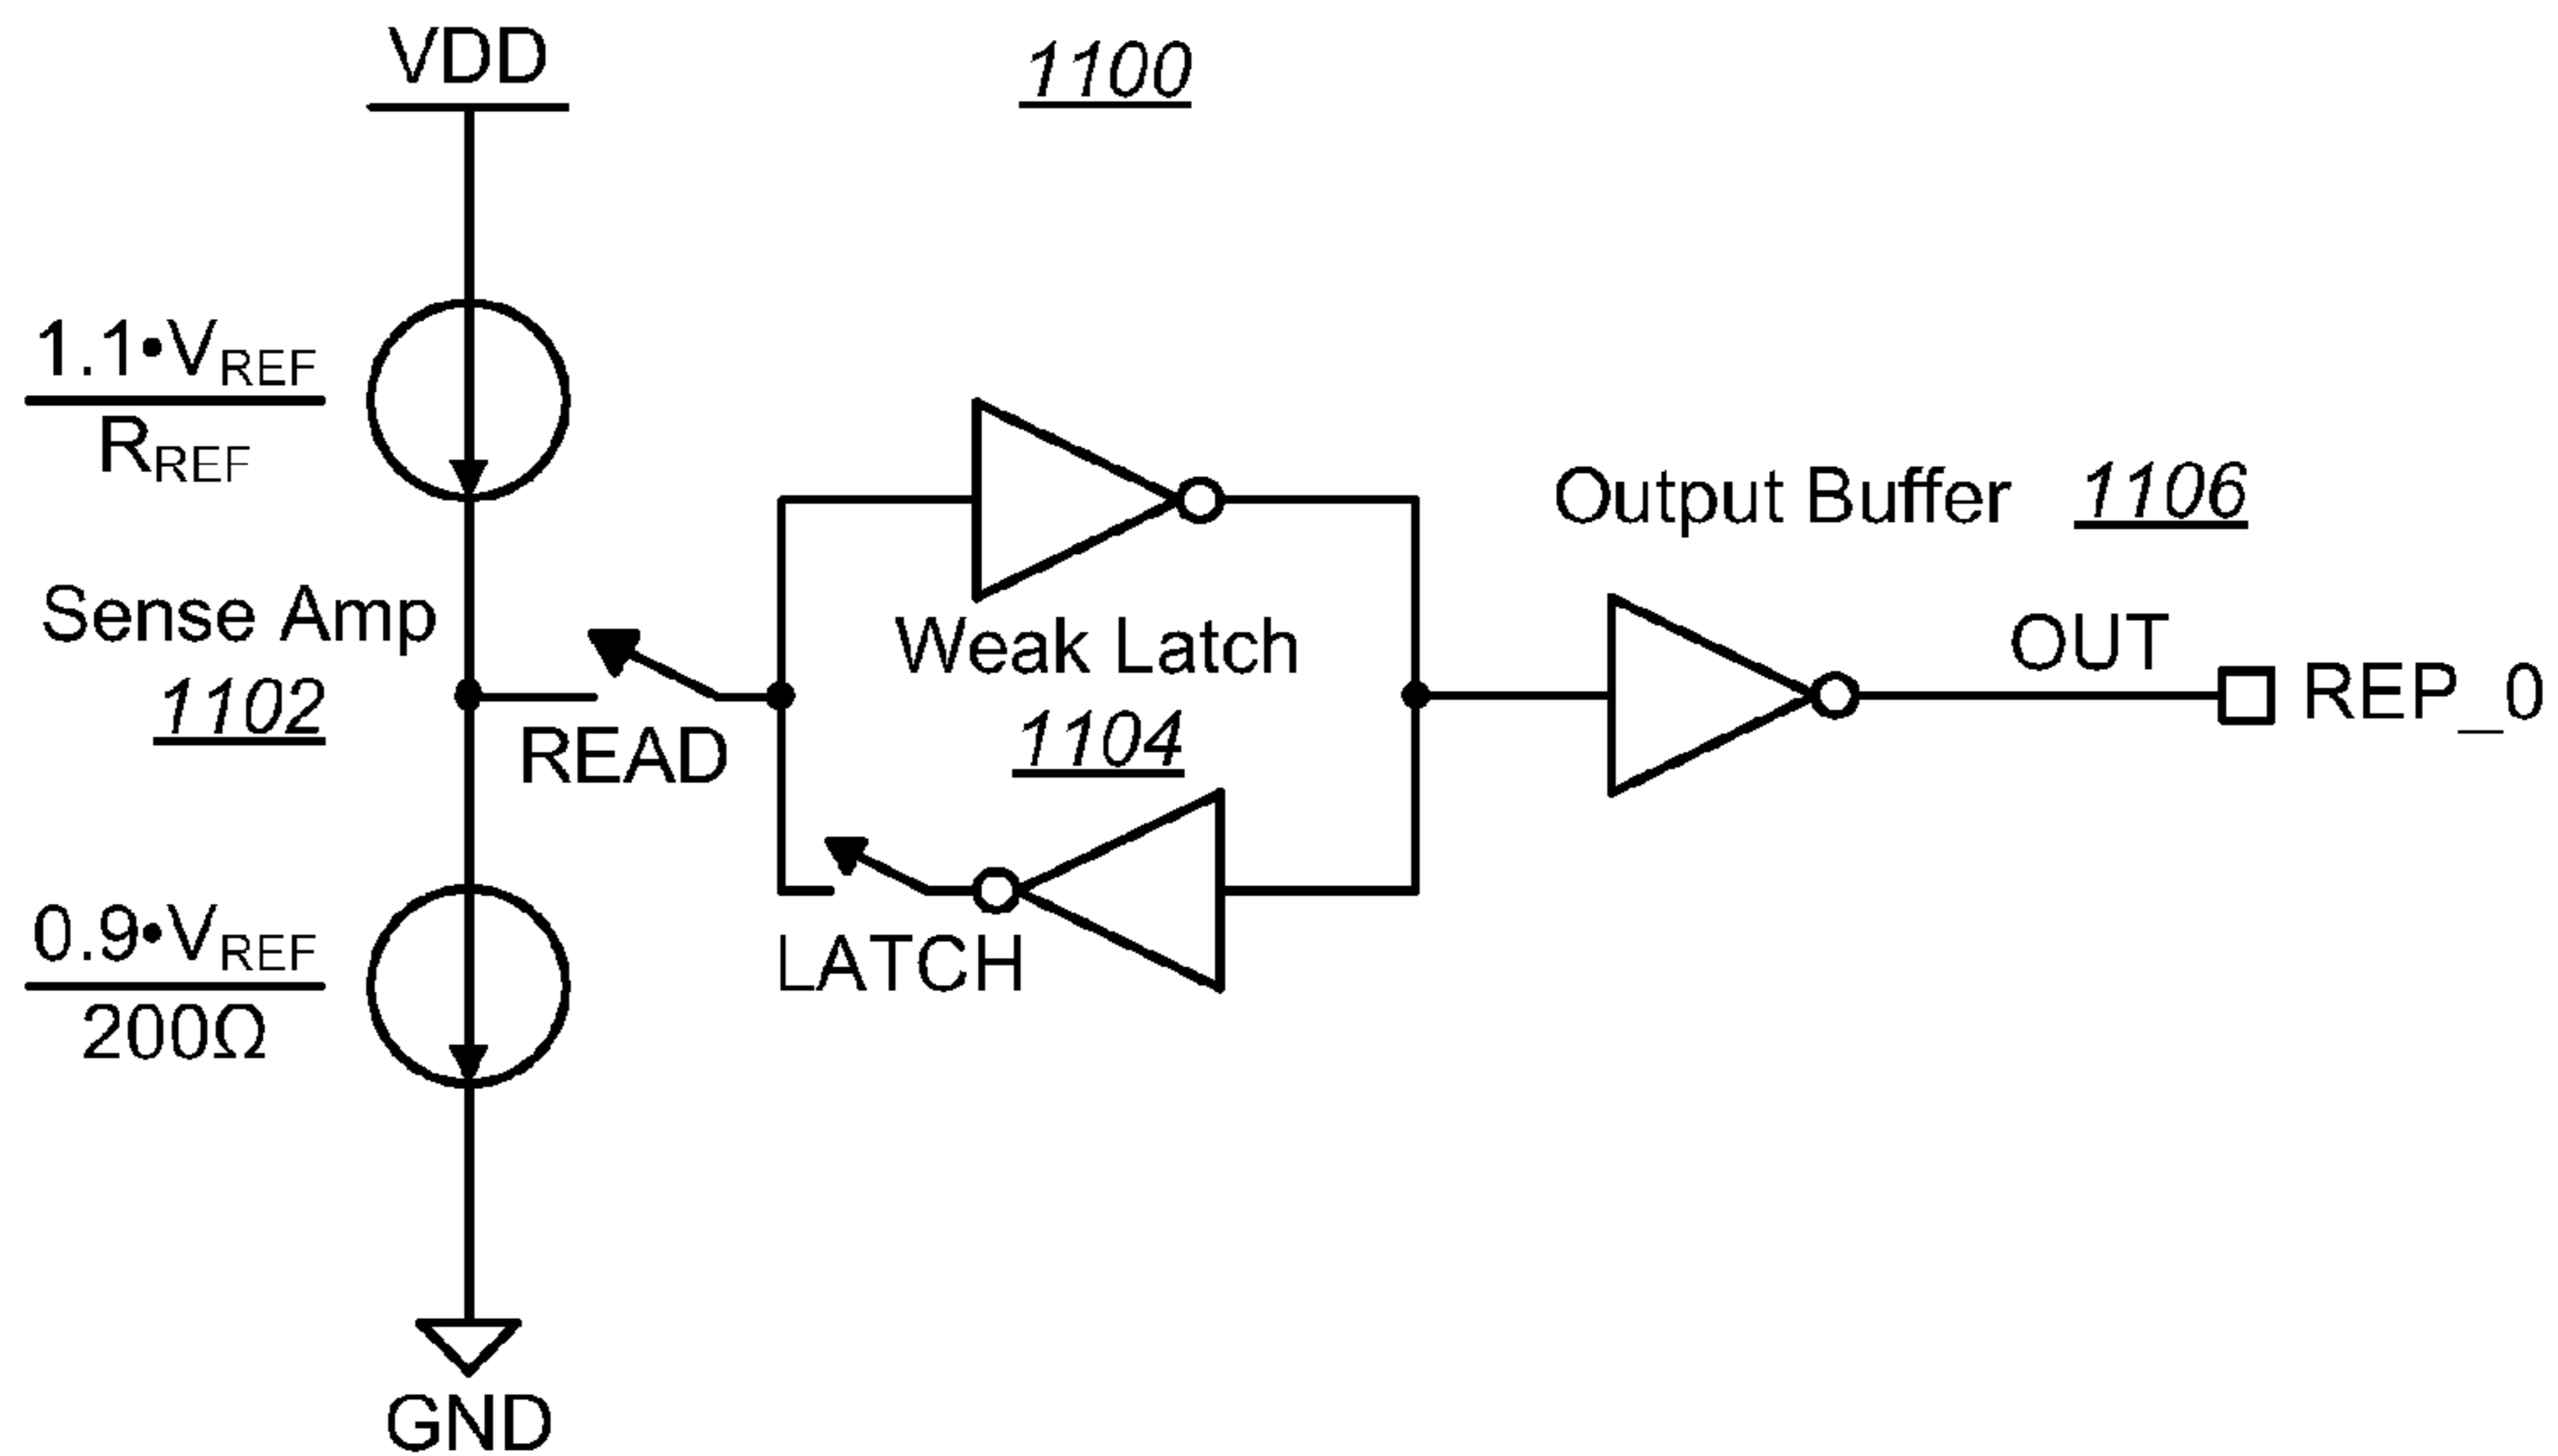 VDD
1100
1.1•VREF
RREF
Output Buffer 1106
Sense Amp
1102
Weak Latch
1104
OUT
REP_0
READ
0.9•VREF
200Ω
LATCH
GND